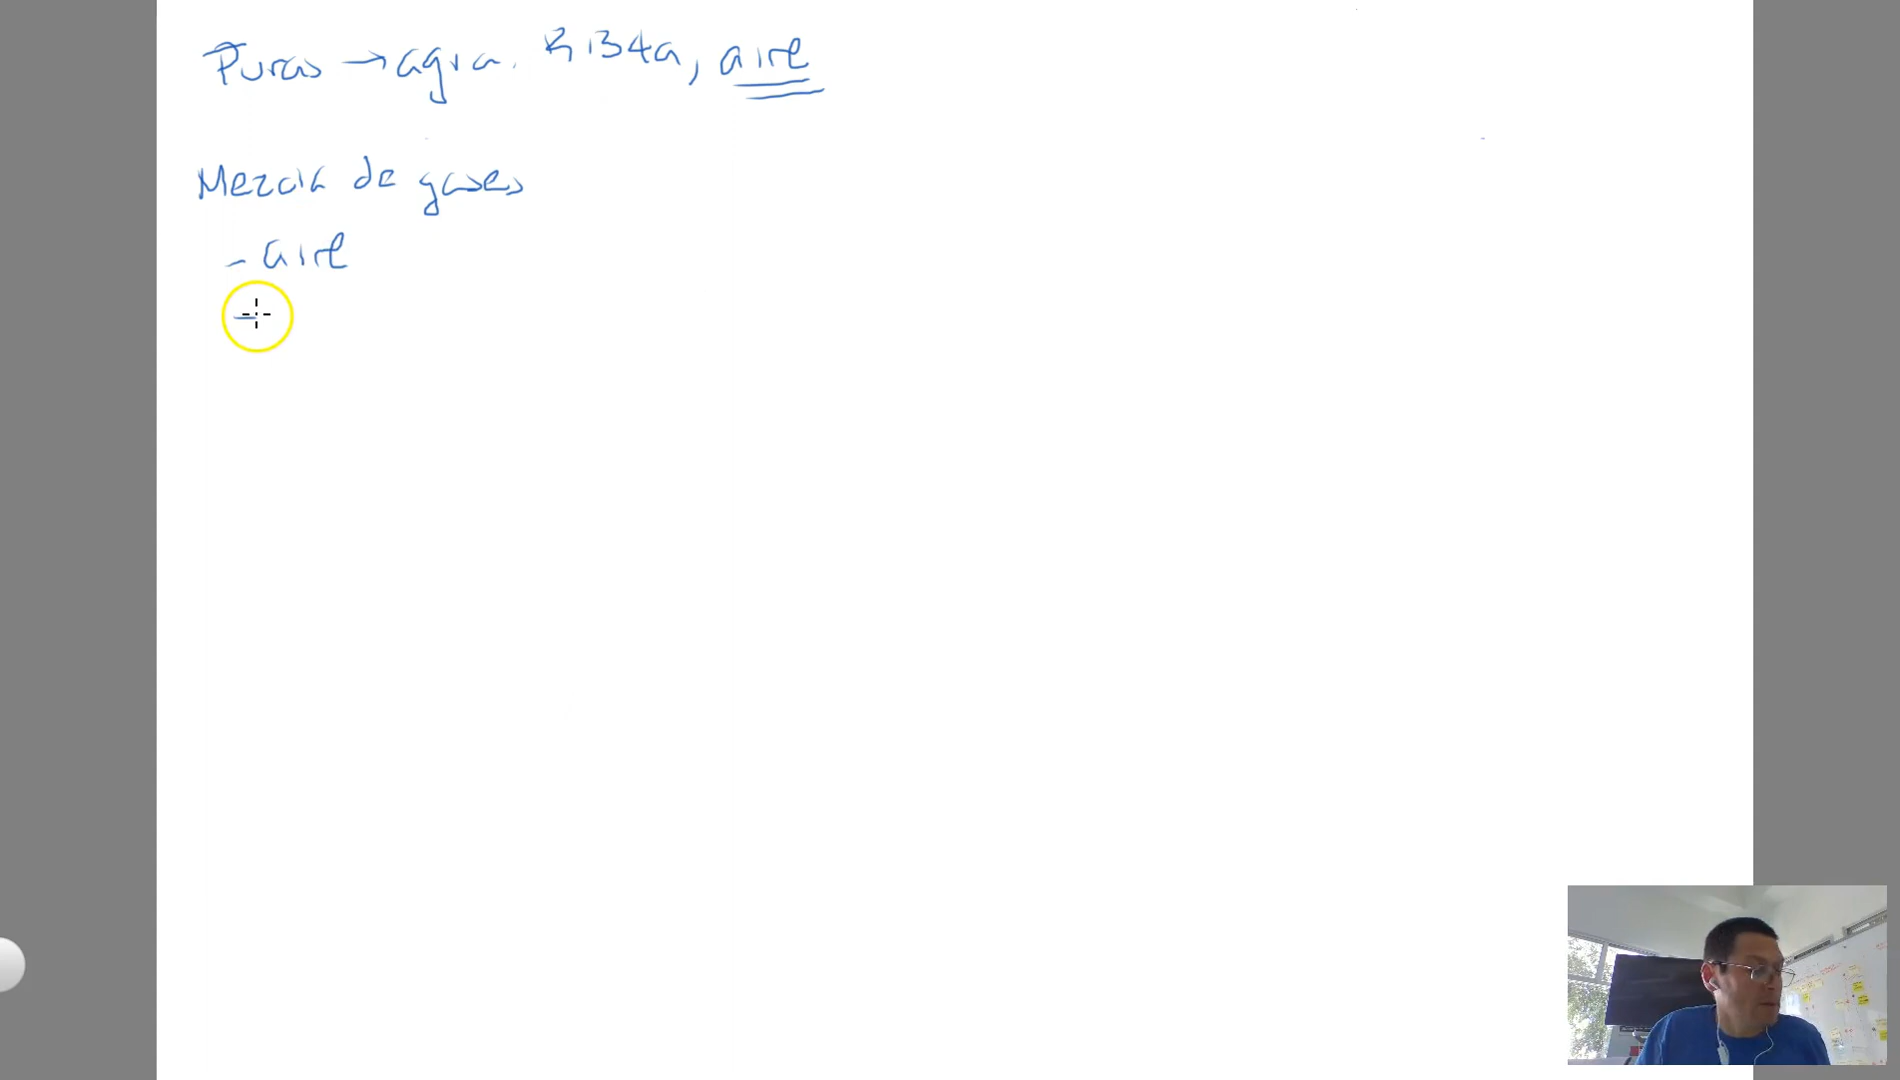 Puras → agua. R134a, aire
Mezcla de gases
- aire
-